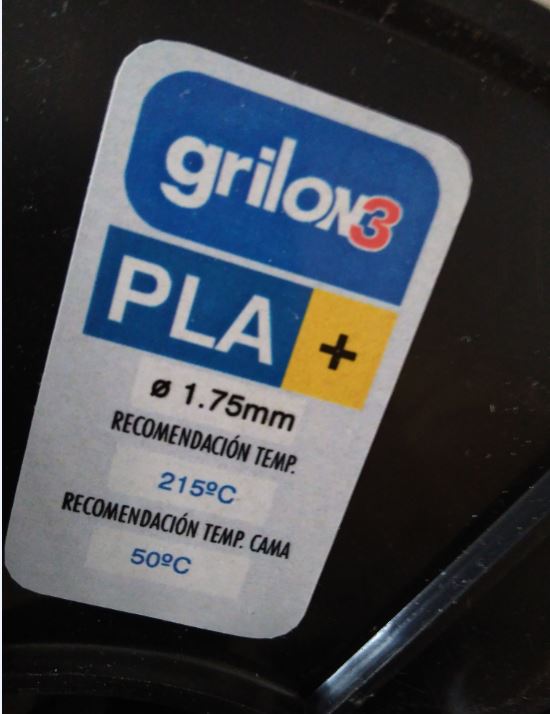 grilon3
PLA +
ø 1.75mm
RECOMENDACIÓN TEMP.
215ºC
RECOMENDACIÓN TEMP. CAMA
50ºC